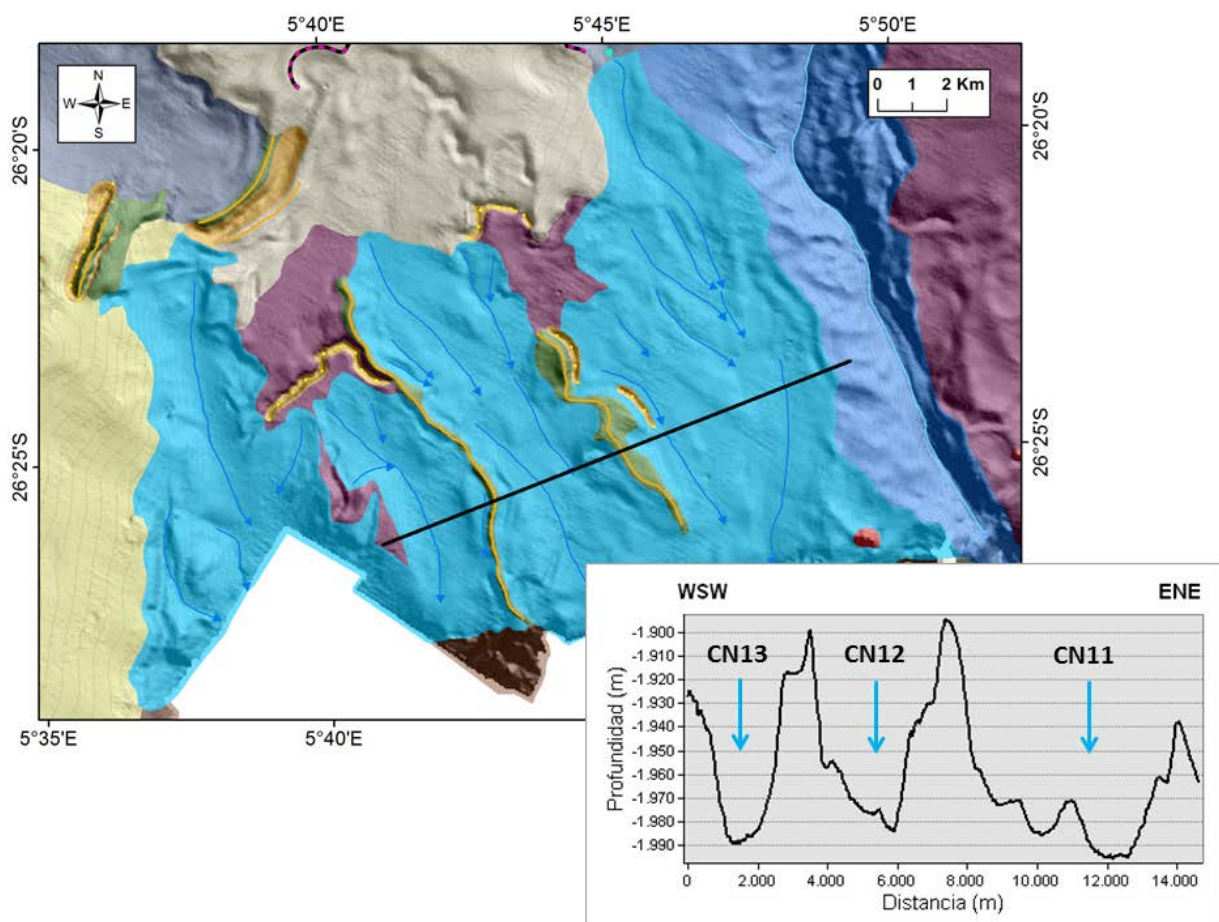 5°40'E 5°45'E 5°50'E
N
W E
S
0 1 2 Km
26°20'S
26°20'S
26°25'S
26°25'S
5°35'E 5°40'E
WSW ENE
Profundidad (m)
-1.900
-1.910
-1.920
-1.930
-1.940
-1.950
-1.960
-1.970
-1.980
-1.990
CN13 CN12 CN11
0 2.000 4.000 6.000 8.000 10.000 12.000 14.000
Distancia (m)